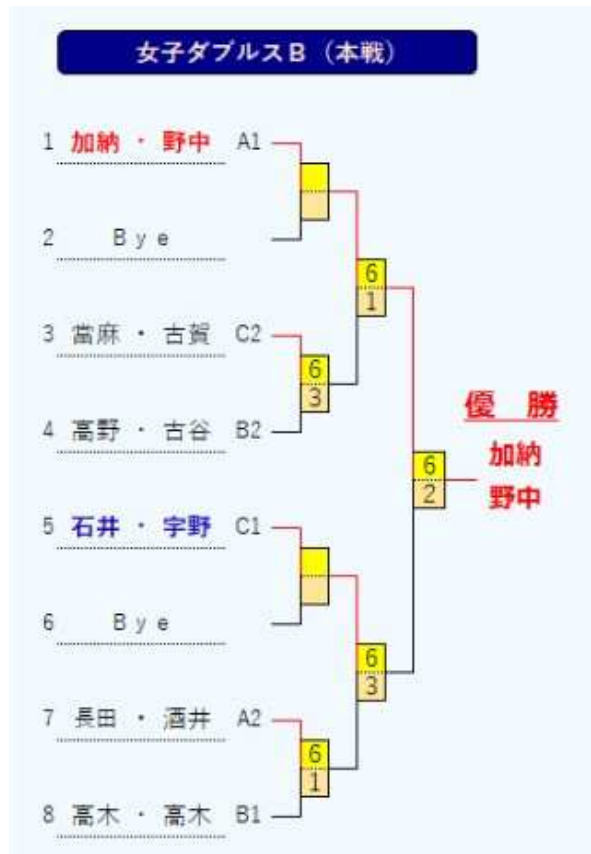 女子ダブルスB（本戦）
1 加納 ・ 野中 A1
2 Bye
6
1
3 當麻 ・ 古賀 C2
6
3
4 高野 ・ 古谷 B2
優 勝
加納
野中
6
2
5 石井 ・ 宇野 C1
6 Bye
6
3
7 長田 ・ 酒井 A2
6
1
8 高木 ・ 高木 B1